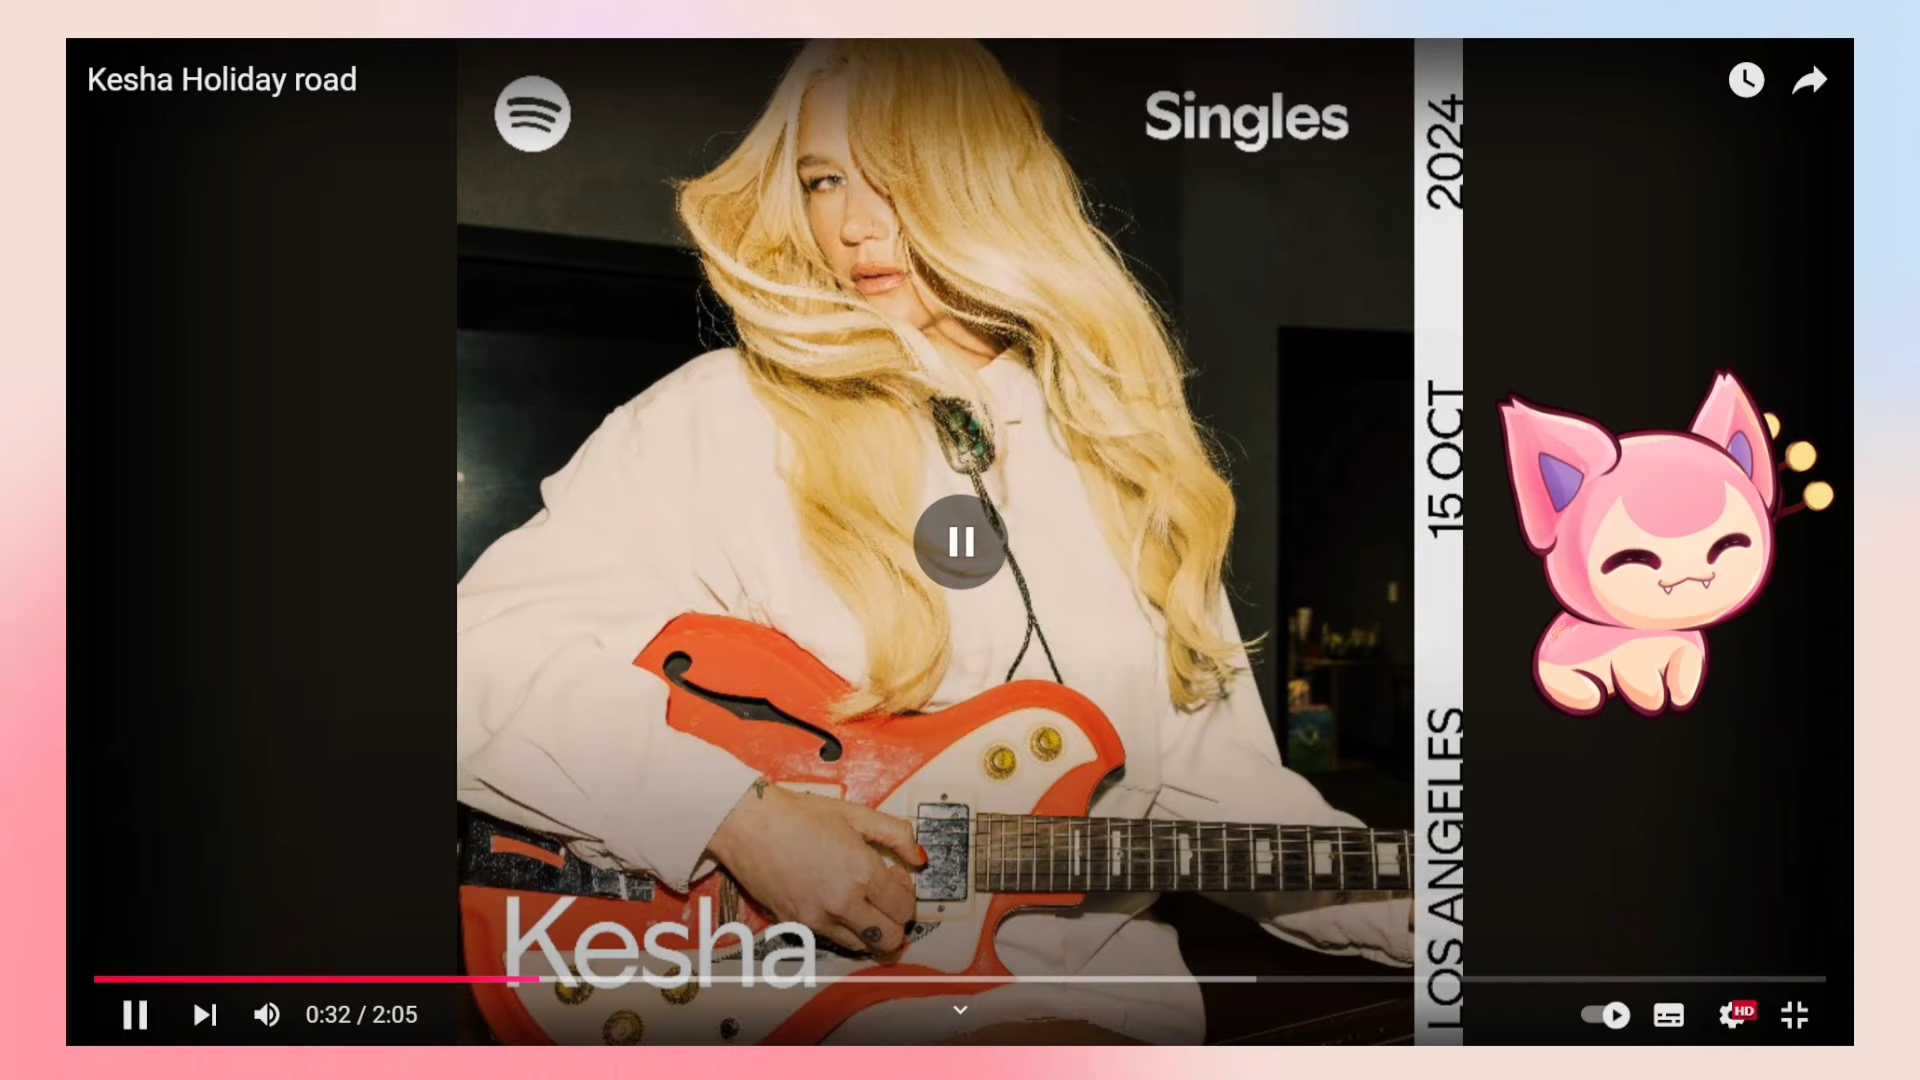 Kesha Holiday road
Singles
2024
15 OCT
LOS ANGELES
Kesha
0:32 / 2:05
HD